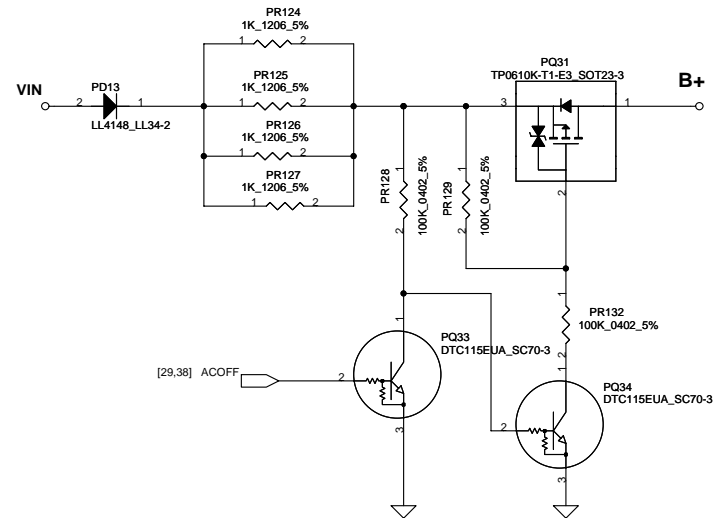 PR124
1K_1206_5%
1 2
PR125
1K_1206_5%
1 2
PR126
1K_1206_5%
1 2
PR127
1K_1206_5%
1 2
VIN
PD13
2 1
LL4148_LL34-2
PQ31
TP0610K-T1-E3_SOT23-3
3 1
2
B+
PR128
100K_0402_5%
1 2
PR129
100K_0402_5%
1 2
PR132
100K_0402_5%
1 2
[29,38] ACOFF
PQ33
DTC115EUA_SC70-3
1
2
3
PQ34
DTC115EUA_SC70-3
1
2
3